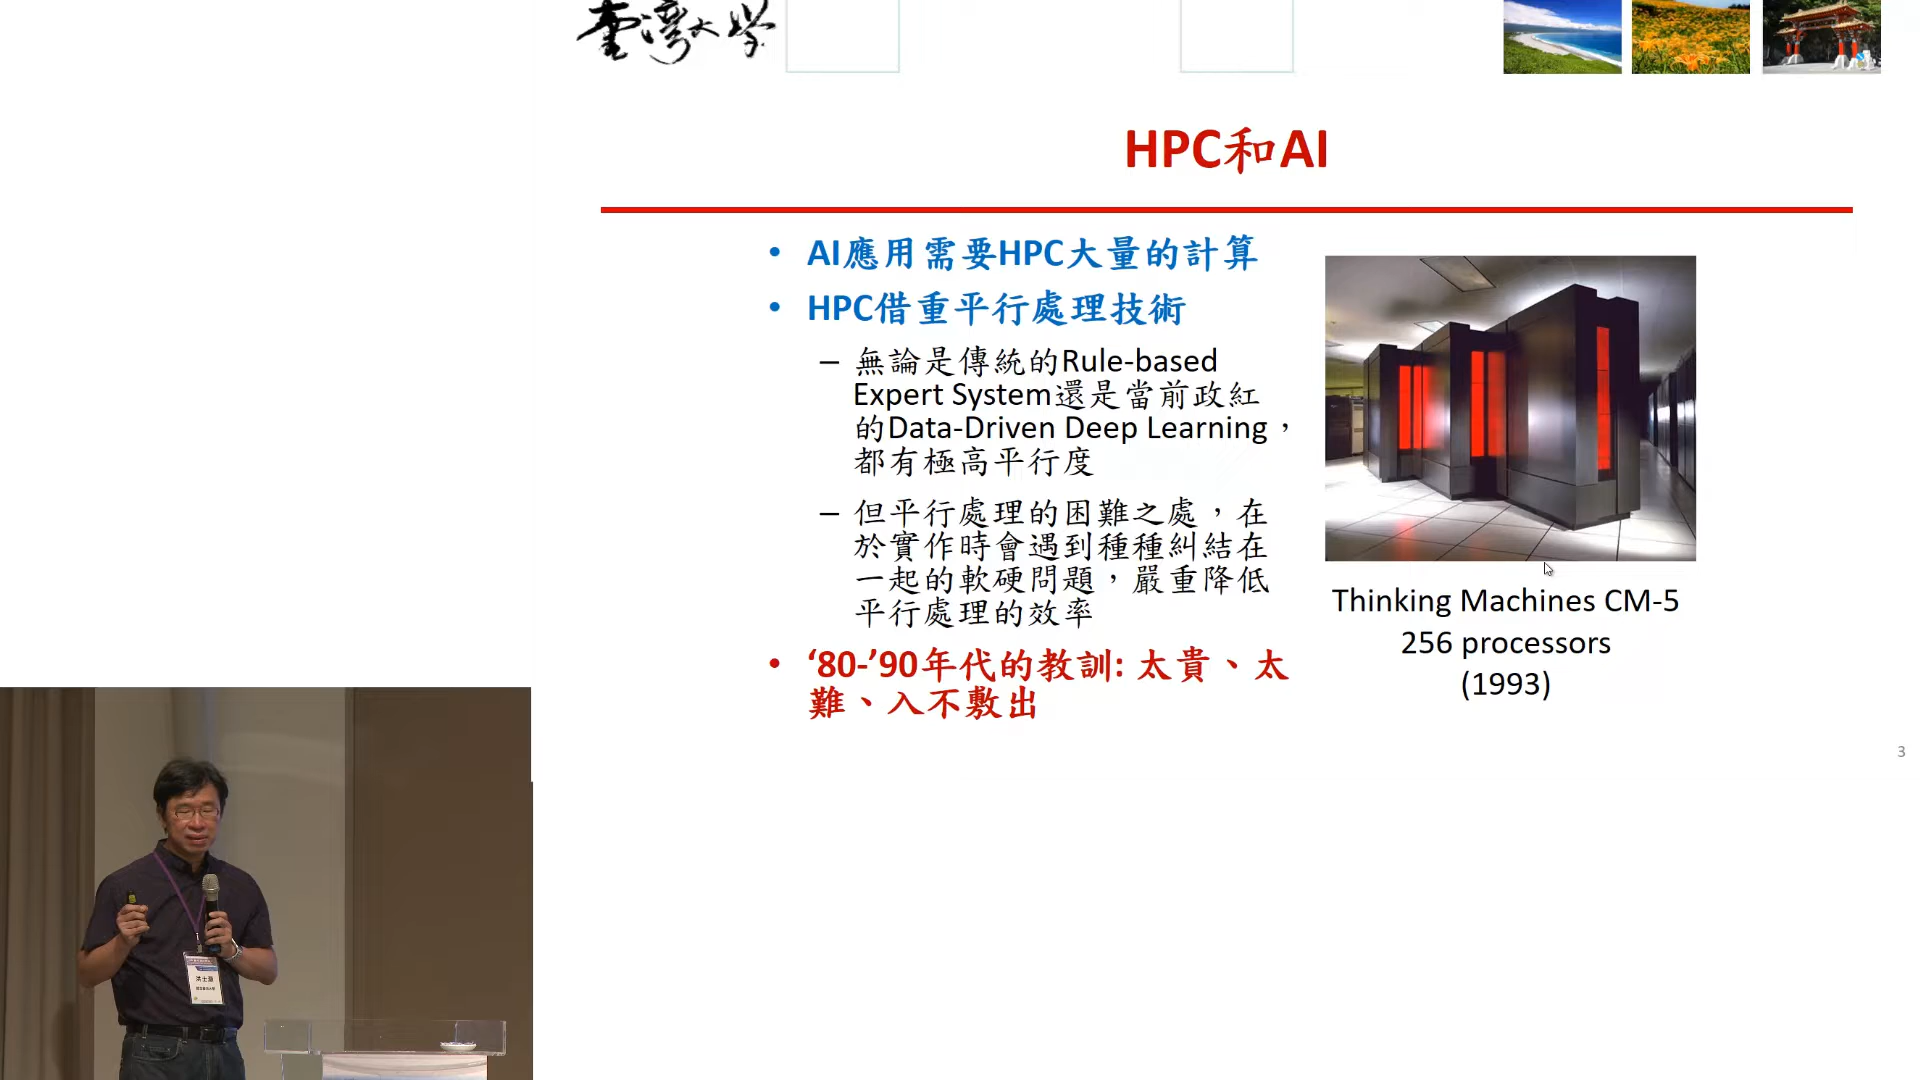 臺灣大學
HPC和AI
• AI應用需要HPC大量的計算
• HPC借重平行處理技術
– 無論是傳統的Rule-based
Expert System還是當前政紅
的Data-Driven Deep Learning，
都有極高平行度
– 但平行處理的困難之處，在
於實作時會遇到種種糾結在
一起的軟硬問題，嚴重降低
平行處理的效率
• ‘80-’90年代的教訓: 太貴、太
難、入不敷出
Thinking Machines CM-5
256 processors
(1993)
3